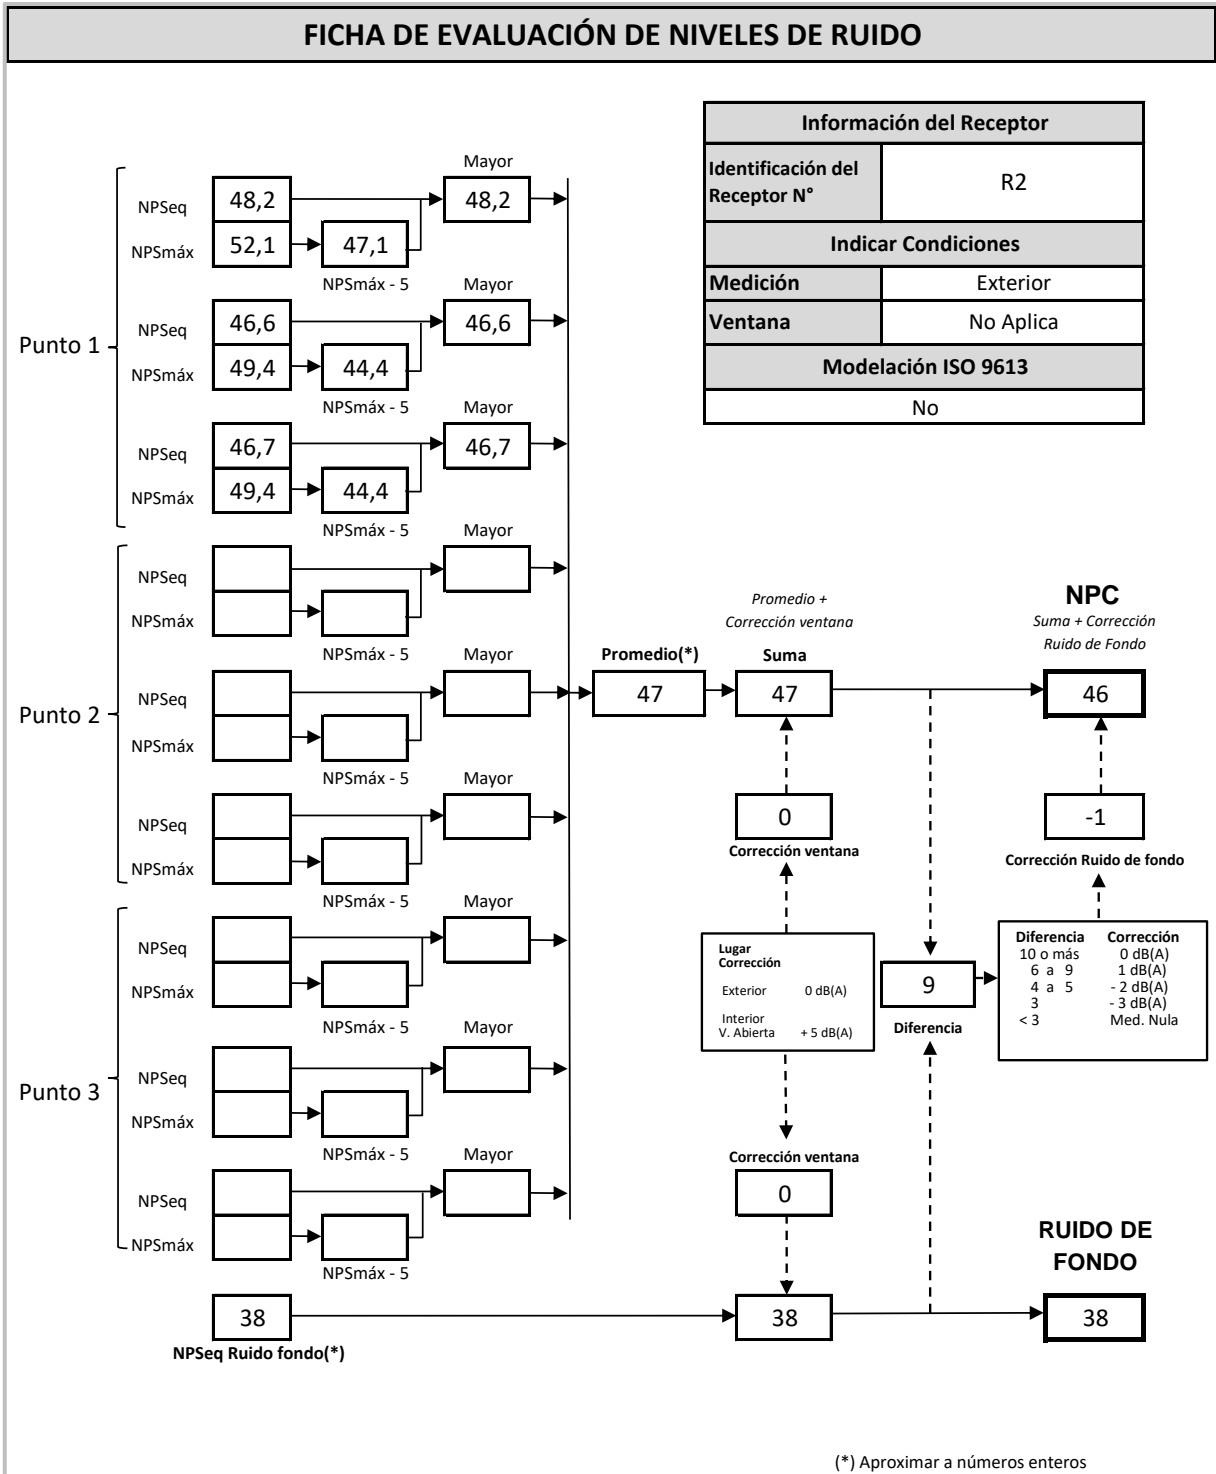 FICHA DE EVALUACIÓN DE NIVELES DE RUIDO
Información del Receptor
Identificación del Receptor N°
R2
Indicar Condiciones
Medición
Exterior
Ventana
No Aplica
Modelación ISO 9613
No
Punto 1
Mayor
NPSeq
48,2
48,2
NPSmáx
52,1
47,1
NPSmáx - 5
Mayor
NPSeq
46,6
46,6
NPSmáx
49,4
44,4
NPSmáx - 5
Mayor
NPSeq
46,7
46,7
NPSmáx
49,4
44,4
NPSmáx - 5
Punto 2
Mayor
NPSeq
NPSmáx
NPSmáx - 5
Mayor
NPSeq
NPSmáx
NPSmáx - 5
Mayor
NPSeq
NPSmáx
NPSmáx - 5
Punto 3
Mayor
NPSeq
NPSmáx
NPSmáx - 5
Mayor
NPSeq
NPSmáx
NPSmáx - 5
Mayor
NPSeq
NPSmáx
NPSmáx - 5
38
NPSeq Ruido fondo(*)
Promedio(*)
47
Promedio +
Corrección ventana
Suma
47
0
Corrección ventana
Lugar
Corrección
Exterior 0 dB(A)
Interior
V. Abierta + 5 dB(A)
Corrección ventana
0
38
9
Diferencia
NPC
Suma + Corrección
Ruido de Fondo
46
-1
Corrección Ruido de fondo
Diferencia Corrección
10 o más 0 dB(A)
6 a 9 1 dB(A)
4 a 5 - 2 dB(A)
3 - 3 dB(A)
< 3 Med. Nula
RUIDO DE
FONDO
38
(*) Aproximar a números enteros